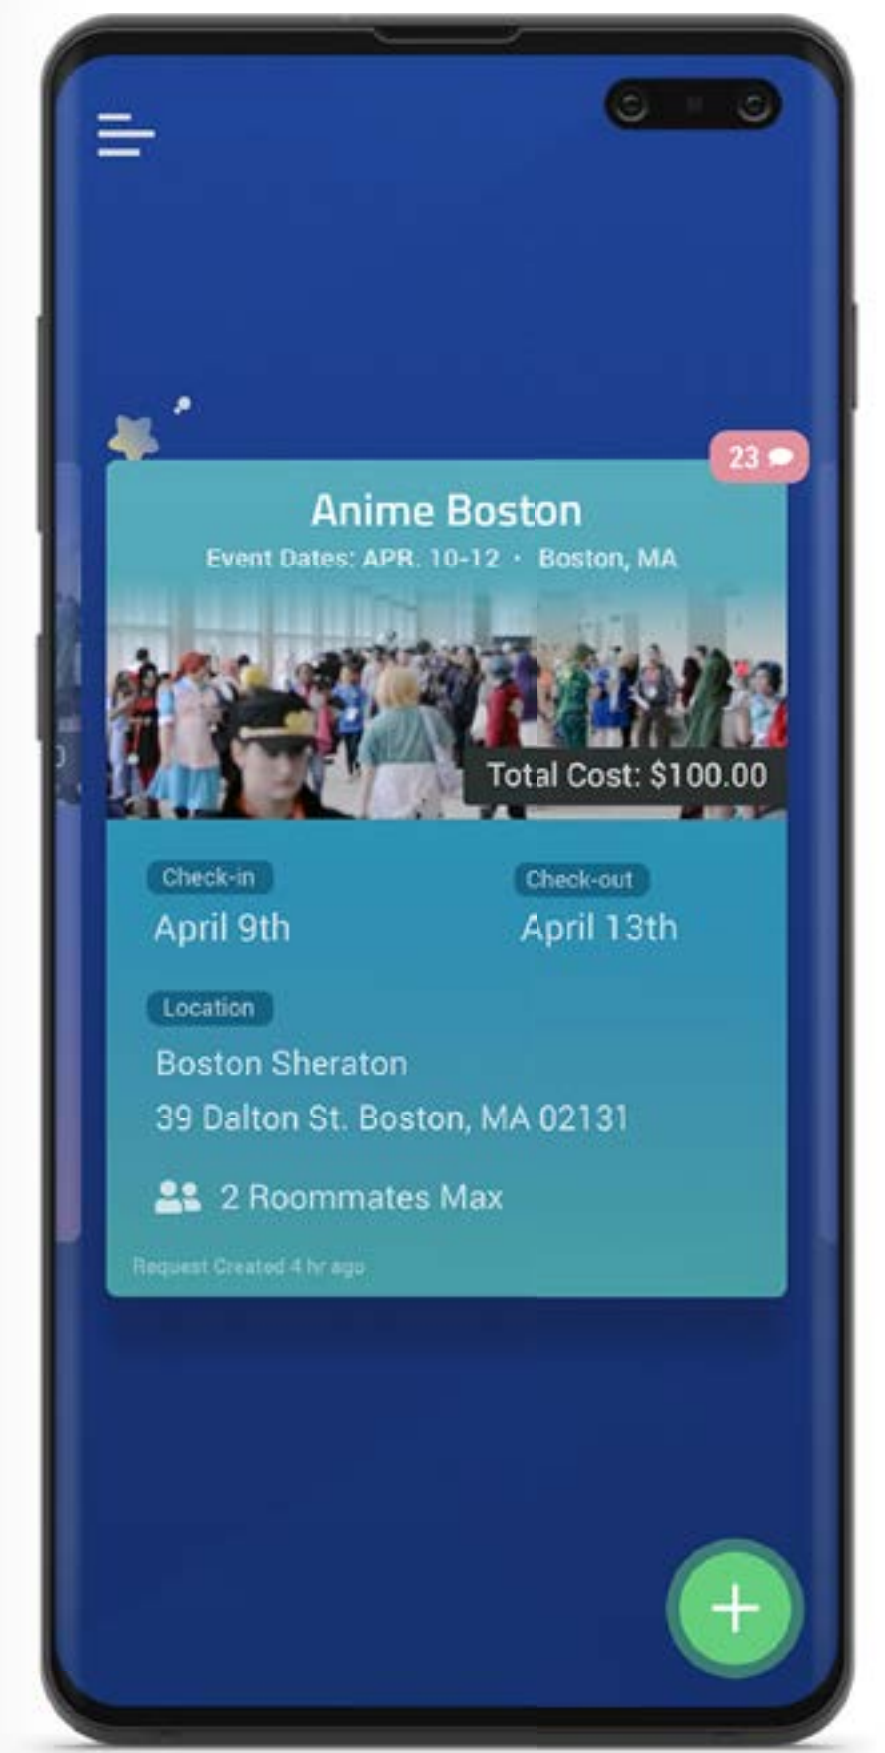 23
Anime Boston
Event Dates: APR. 10-12 · Boston, MA
Total Cost: $100.00
Check-in
Check-out
April 9th
April 13th
Location
Boston Sheraton
39 Dalton St. Boston, MA 02131
2 Roommates Max
Request Created 4 hr ago